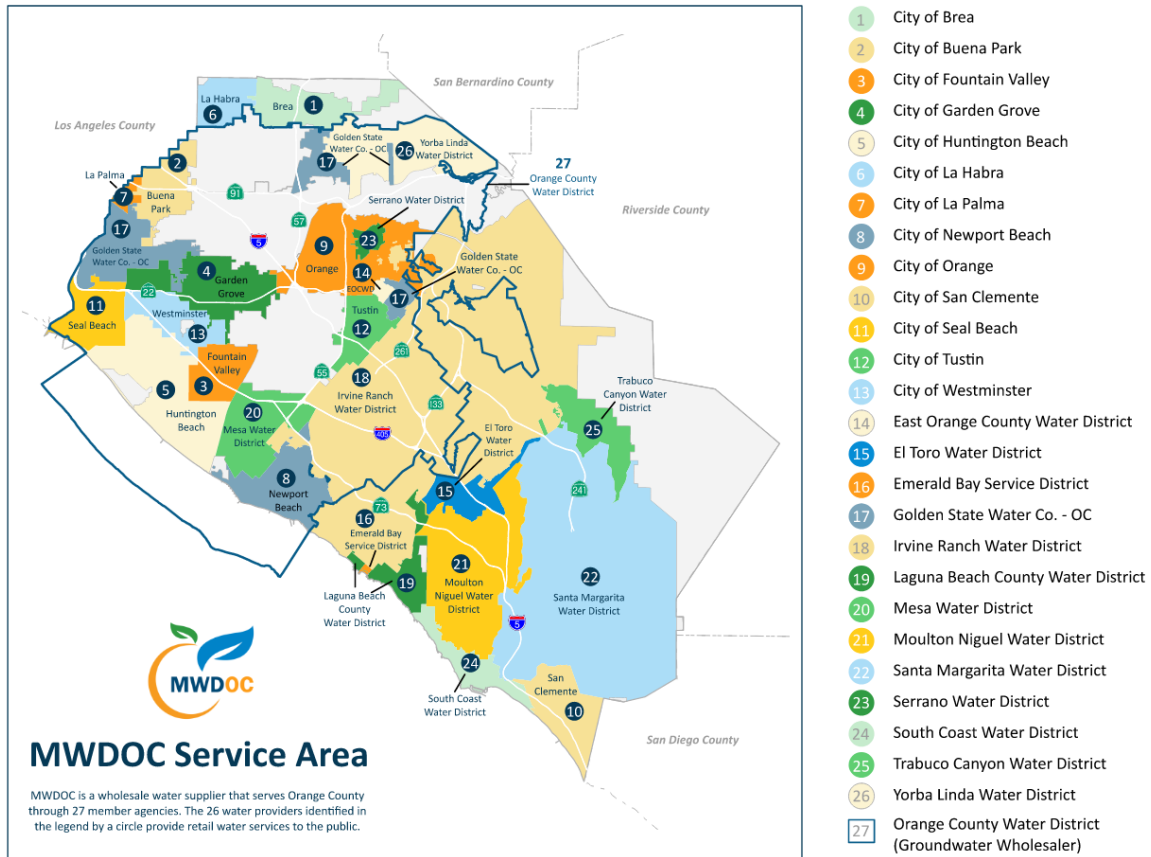 San Bernardino County
Los Angeles County
La Habra
6
Brea
1
Golden State
Water Co. - OC
17
26
Yorba Linda
Water District
27
Orange County
Water District
2
La Palma
7
Buena
Park
91
57
5
Serrano Water District
Riverside County
17
Golden State
Water Co. - OC
9
Orange
23
14
EOCWD
Golden State
Water Co. - OC
17
4
Garden
Grove
22
11
Seal Beach
Westminster
13
Tustin
12
261
Fountain
Valley
3
55
18
Irvine Ranch
Water District
133
5
Huntington
Beach
20
Mesa Water
District
405
Trabuco
Canyon Water
District
25
El Toro
Water
District
15
241
8
Newport
Beach
73
16
Emerald Bay
Service District
21
Moulton
Niguel Water
District
22
Santa Margarita
Water District
19
Laguna Beach
County
Water District
5
24
South Coast
Water District
San
Clemente
10
San Diego County
MWDOC
MWDOC Service Area
MWDOC is a wholesale water supplier that serves Orange County
through 27 member agencies. The 26 water providers identified in
the legend by a circle provide retail water services to the public.
1 City of Brea
2 City of Buena Park
3 City of Fountain Valley
4 City of Garden Grove
5 City of Huntington Beach
6 City of La Habra
7 City of La Palma
8 City of Newport Beach
9 City of Orange
10 City of San Clemente
11 City of Seal Beach
12 City of Tustin
13 City of Westminster
14 East Orange County Water District
15 El Toro Water District
16 Emerald Bay Service District
17 Golden State Water Co. - OC
18 Irvine Ranch Water District
19 Laguna Beach County Water District
20 Mesa Water District
21 Moulton Niguel Water District
22 Santa Margarita Water District
23 Serrano Water District
24 South Coast Water District
25 Trabuco Canyon Water District
26 Yorba Linda Water District
27 Orange County Water District
(Groundwater Wholesaler)